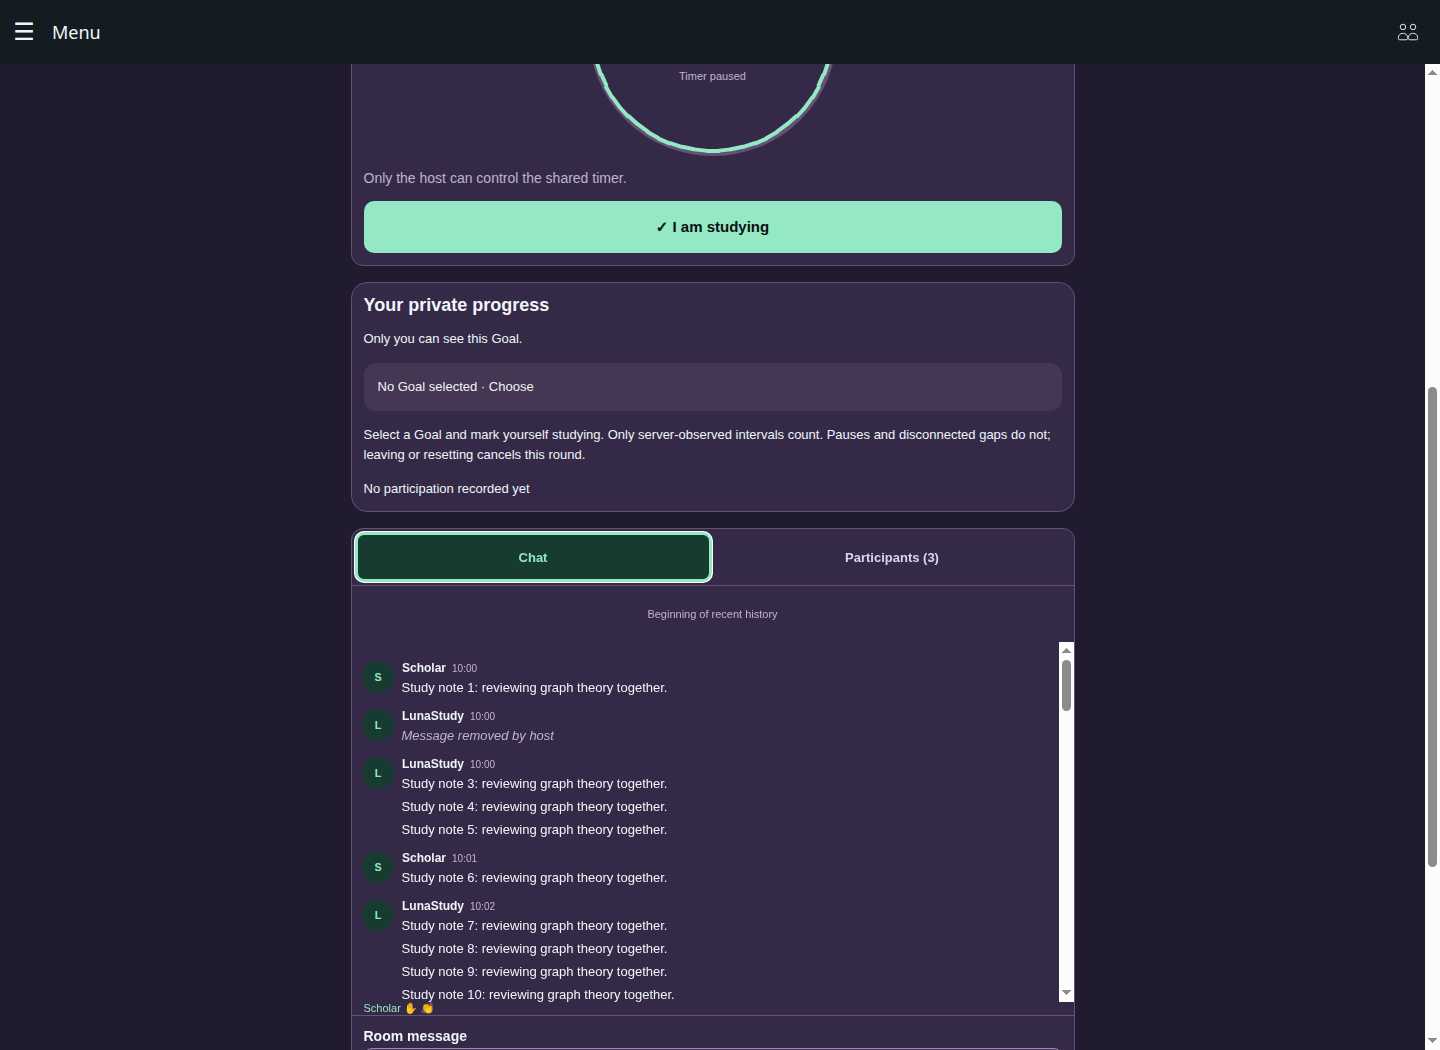 ☰ Menu
Timer paused
Only the host can control the shared timer.
✓ I am studying
Your private progress
Only you can see this Goal.
No Goal selected · Choose
Select a Goal and mark yourself studying. Only server-observed intervals count. Pauses and disconnected gaps do not;
leaving or resetting cancels this round.
No participation recorded yet
Chat
Participants (3)
Beginning of recent history
S
Scholar 10:00
Study note 1: reviewing graph theory together.
L
LunaStudy 10:00
Message removed by host
L
LunaStudy 10:00
Study note 3: reviewing graph theory together.
Study note 4: reviewing graph theory together.
Study note 5: reviewing graph theory together.
S
Scholar 10:01
Study note 6: reviewing graph theory together.
L
LunaStudy 10:02
Study note 7: reviewing graph theory together.
Study note 8: reviewing graph theory together.
Study note 9: reviewing graph theory together.
Study note 10: reviewing graph theory together.
Scholar ✋ 👏
Room message